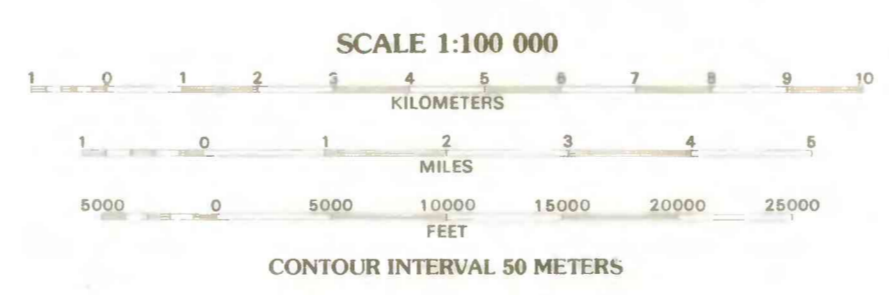 SCALE 1:100 000
1 0 1 2 3 4 5 6 7 8 9 10
KILOMETERS
1 0 1 2 3 4 5
MILES
5000 0 5000 10000 15000 20000 25000
FEET
CONTOUR INTERVAL 50 METERS